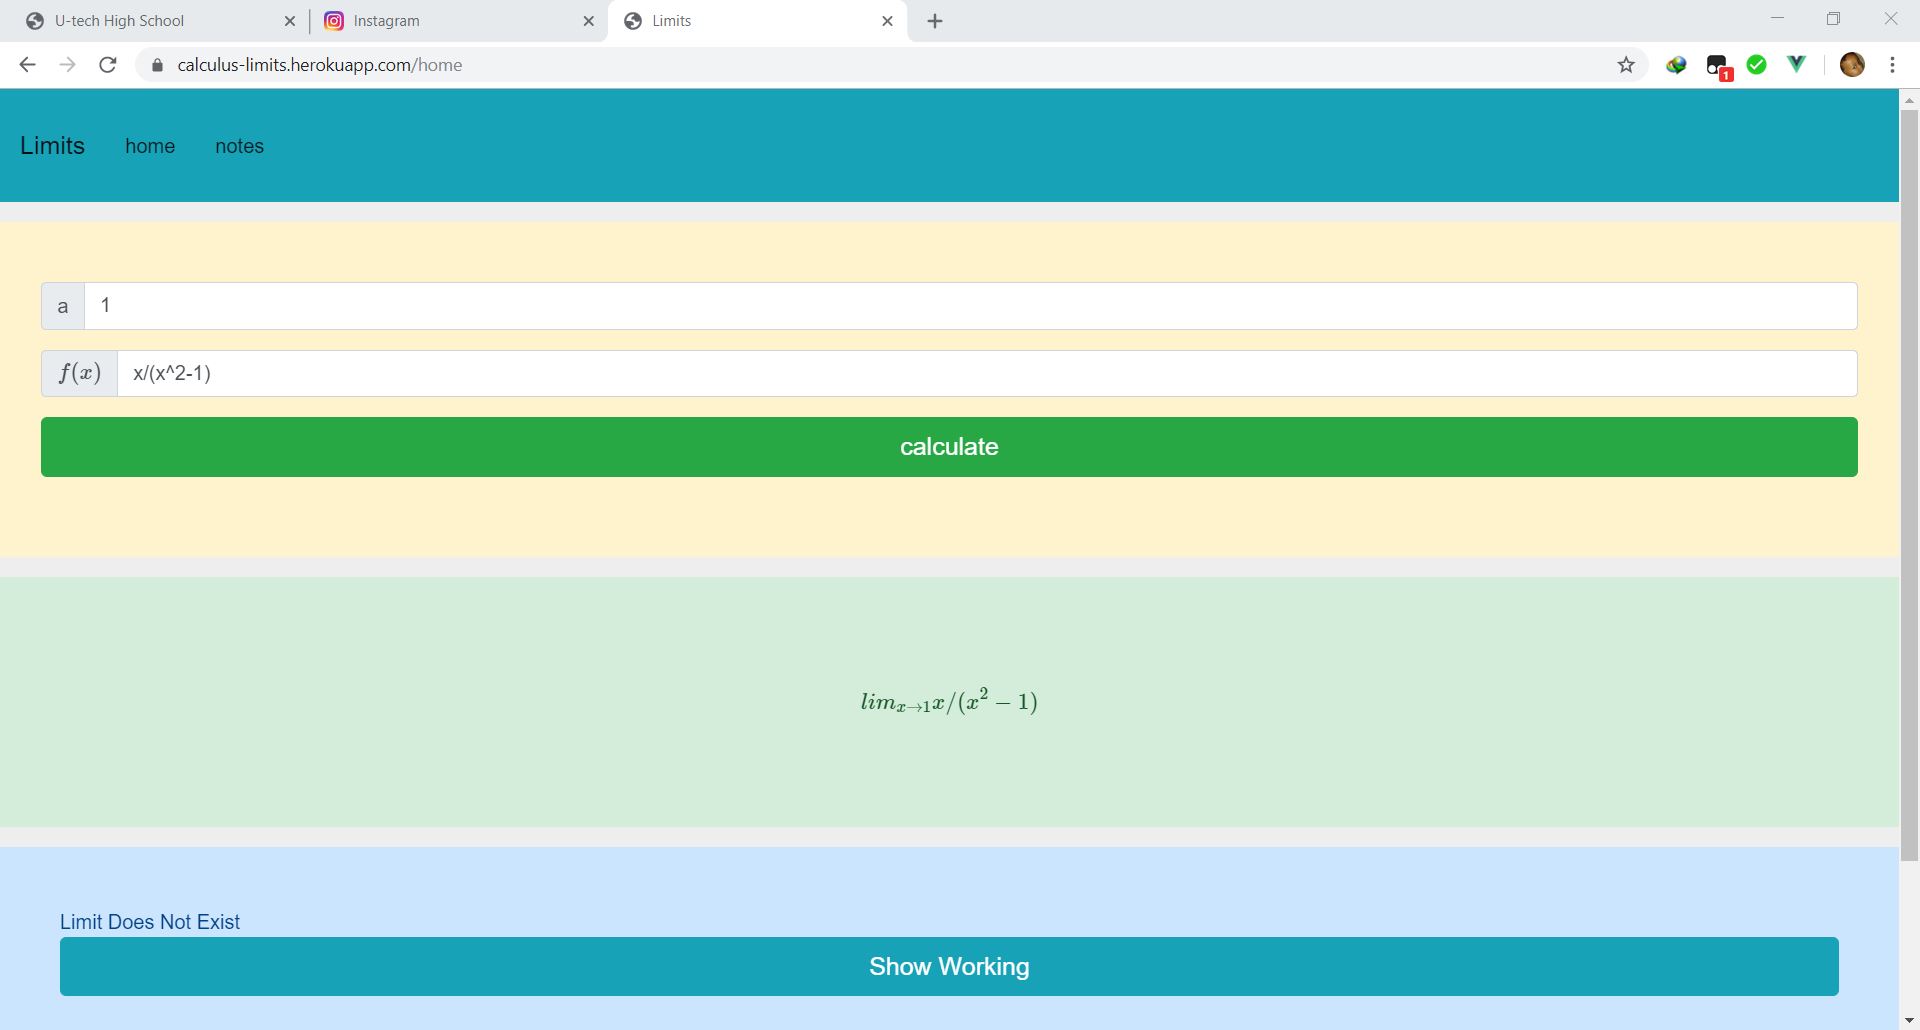 U-tech High School
Instagram
Limits
calculus-limits.herokuapp.com/home
1
Limits home notes
a 1
f(x) x/(x^2-1)
calculate
lim_{x→1}x/(x^2 − 1)
Limit Does Not Exist
Show Working